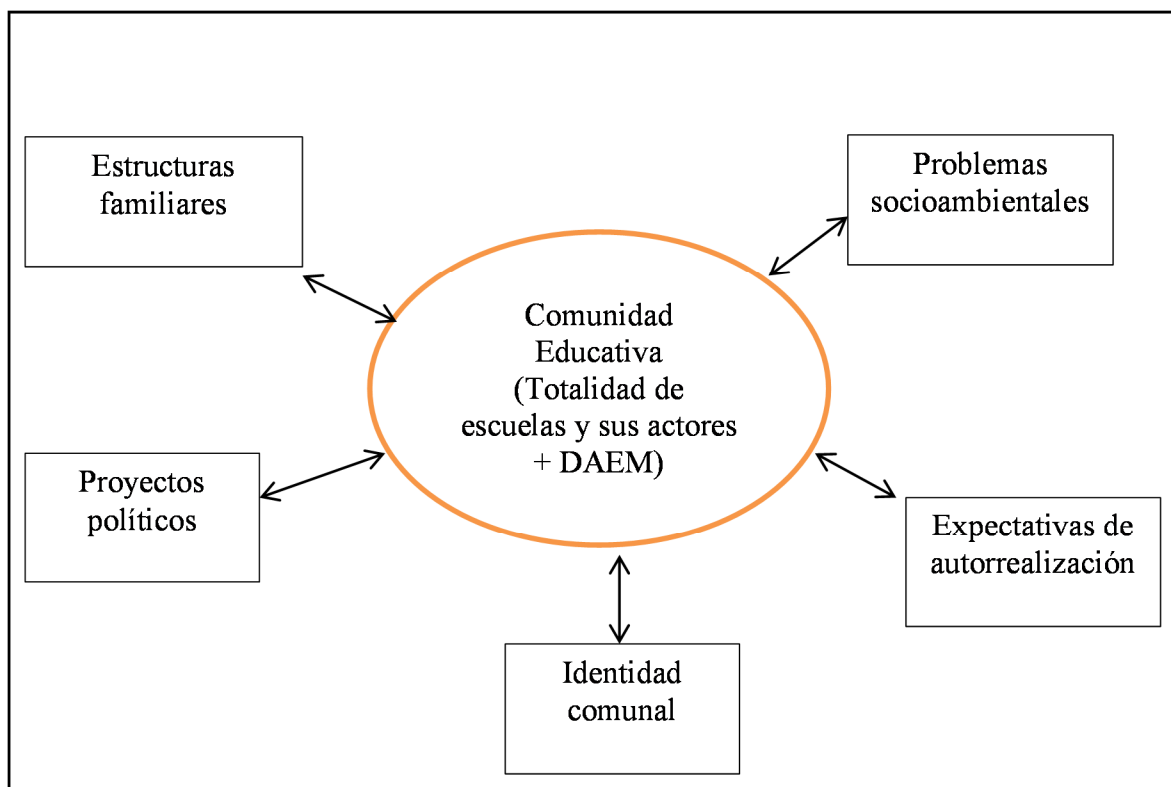 Estructuras
familiares
Problemas
socioambientales
Comunidad
Educativa
(Totalidad de
escuelas y sus actores
+ DAEM)
Proyectos
políticos
Expectativas de
autorrealización
Identidad
comunal